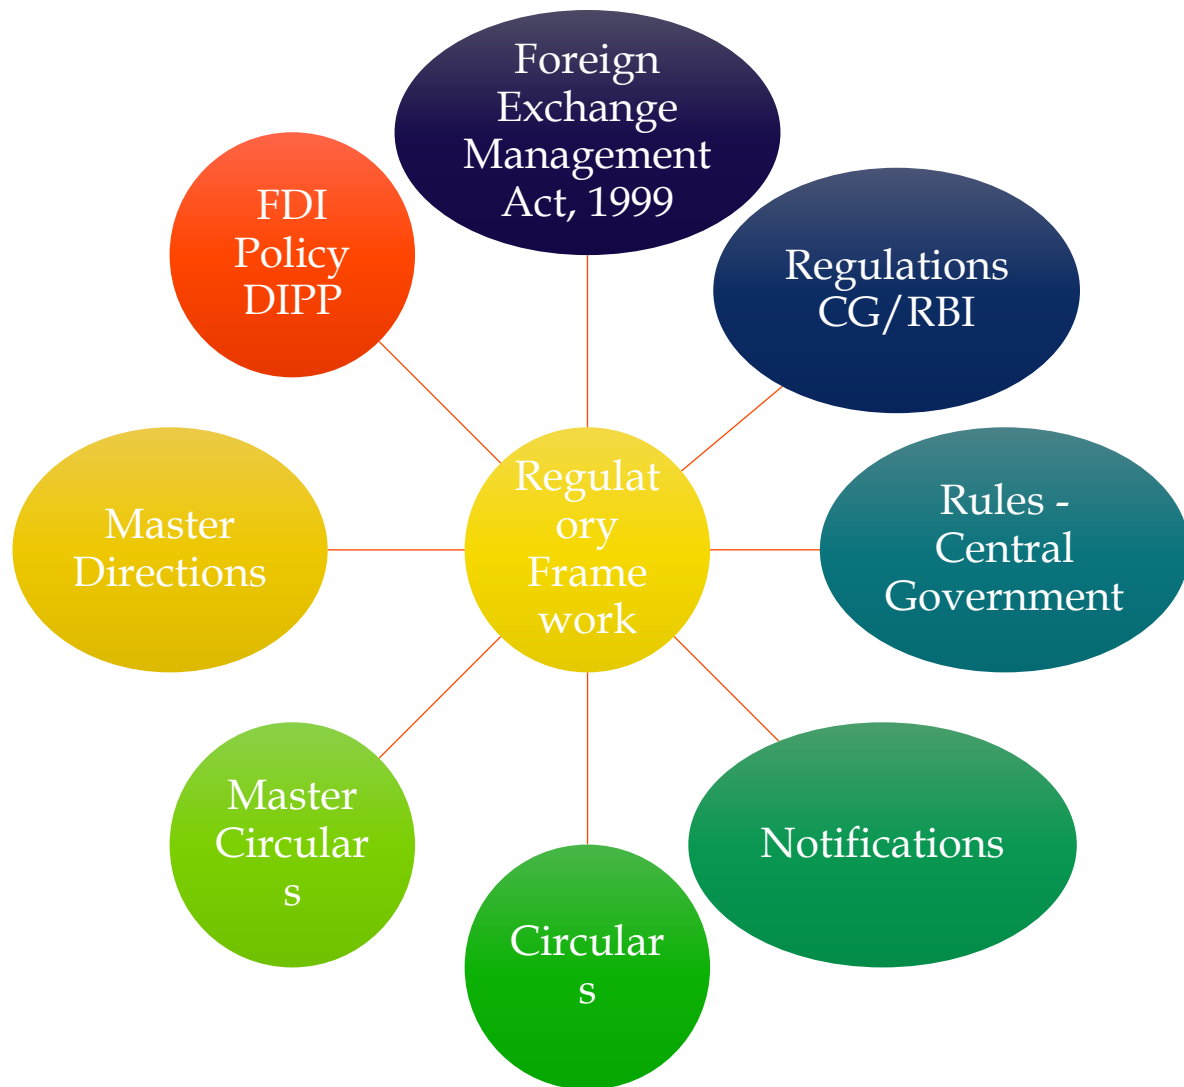 Foreign
Exchange
Management
Act, 1999
FDI
Policy
DIPP
Regulations
CG/RBI
Regulat
ory
Frame
work
Rules -
Central
Government
Master
Directions
Master
Circular
s
Notifications
Circular
s